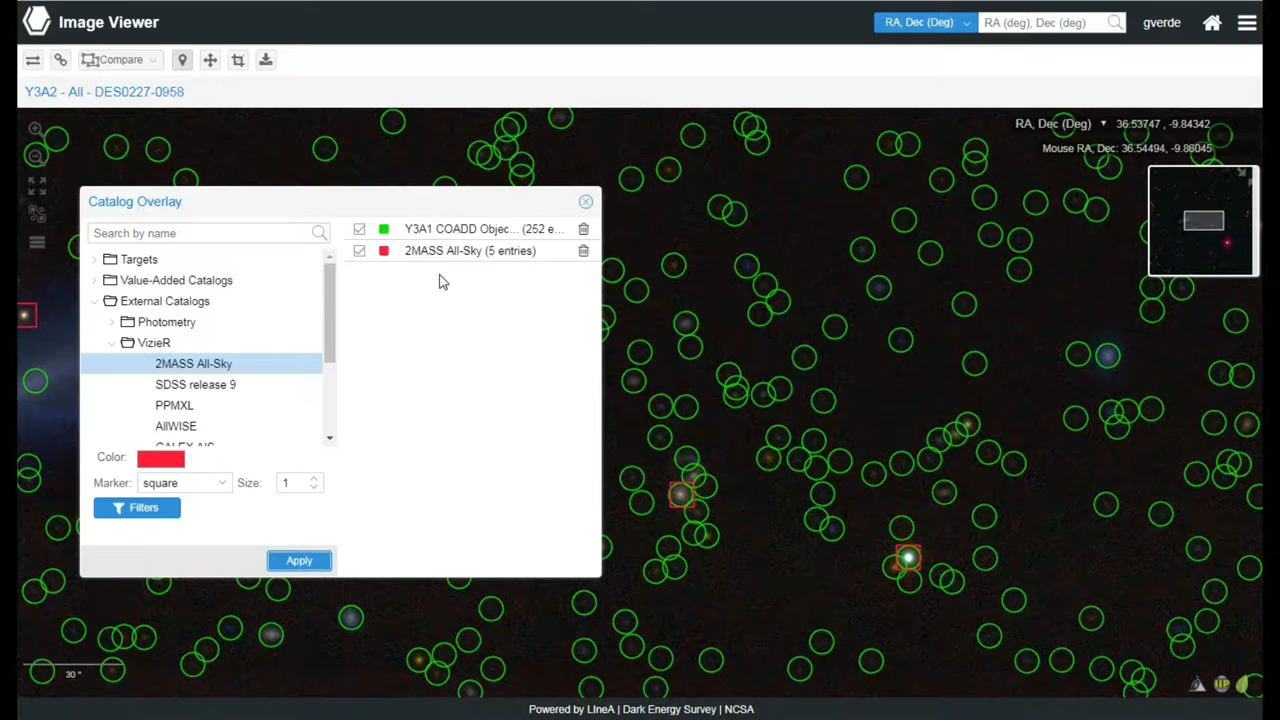 Image Viewer
RA, Dec (Deg)
RA (deg), Dec (deg)
gverde
Compare
Y3A2 - All - DES0227-0958
RA, Dec (Deg) 36.53747 , -9.84342
Mouse RA, Dec: 36.54494, -9.86045
Catalog Overlay
Search by name
Targets
Value-Added Catalogs
External Catalogs
Photometry
VizieR
2MASS All-Sky
SDSS release 9
PPMXL
AllWISE
Color:
Marker: square Size: 1
Filters
Apply
Y3A1 COADD Objec... (252 e...
2MASS All-Sky (5 entries)
30 "
Powered by LIneA | Dark Energy Survey | NCSA